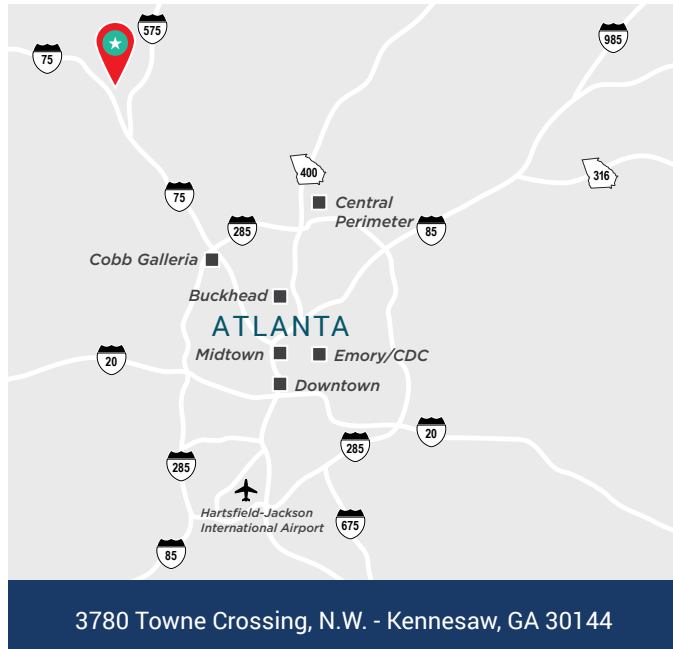 575
985
75
400
316
75
Central
Perimeter
285
85
Cobb Galleria
Buckhead
ATLANTA
Midtown
Emory/CDC
20
Downtown
20
285
285
Hartsfield-Jackson
International Airport
675
85
3780 Towne Crossing, N.W. - Kennesaw, GA 30144